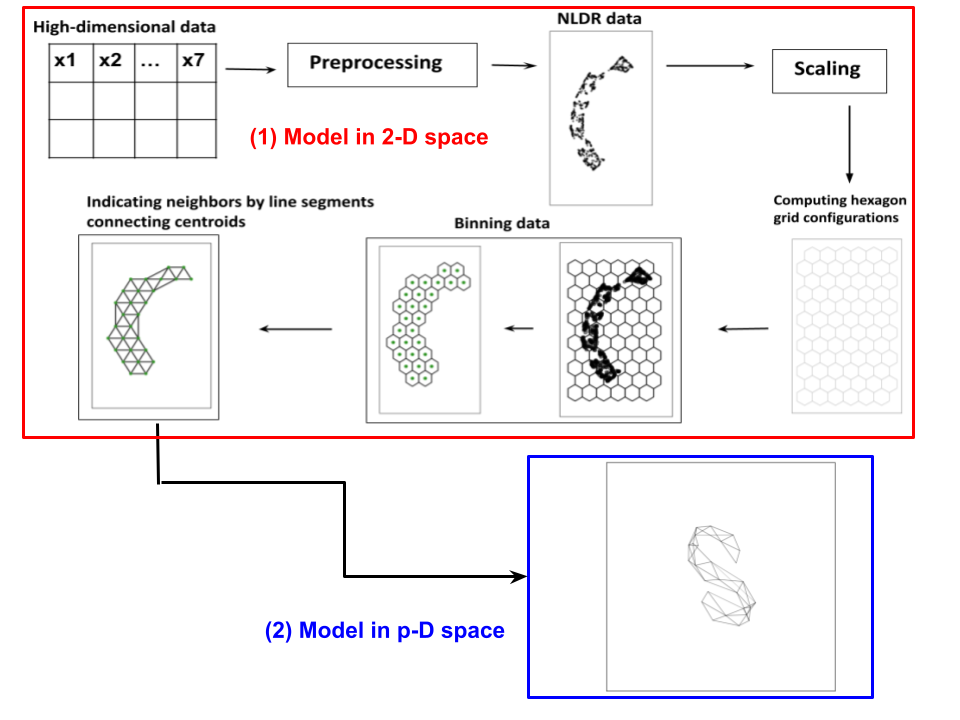 High-dimensional data
x1 x2 ... x7
Preprocessing
NLDR data
Scaling
(1) Model in 2-D space
Computing hexagon
grid configurations
Binning data
Indicating neighbors by line segments
connecting centroids
(2) Model in p-D space